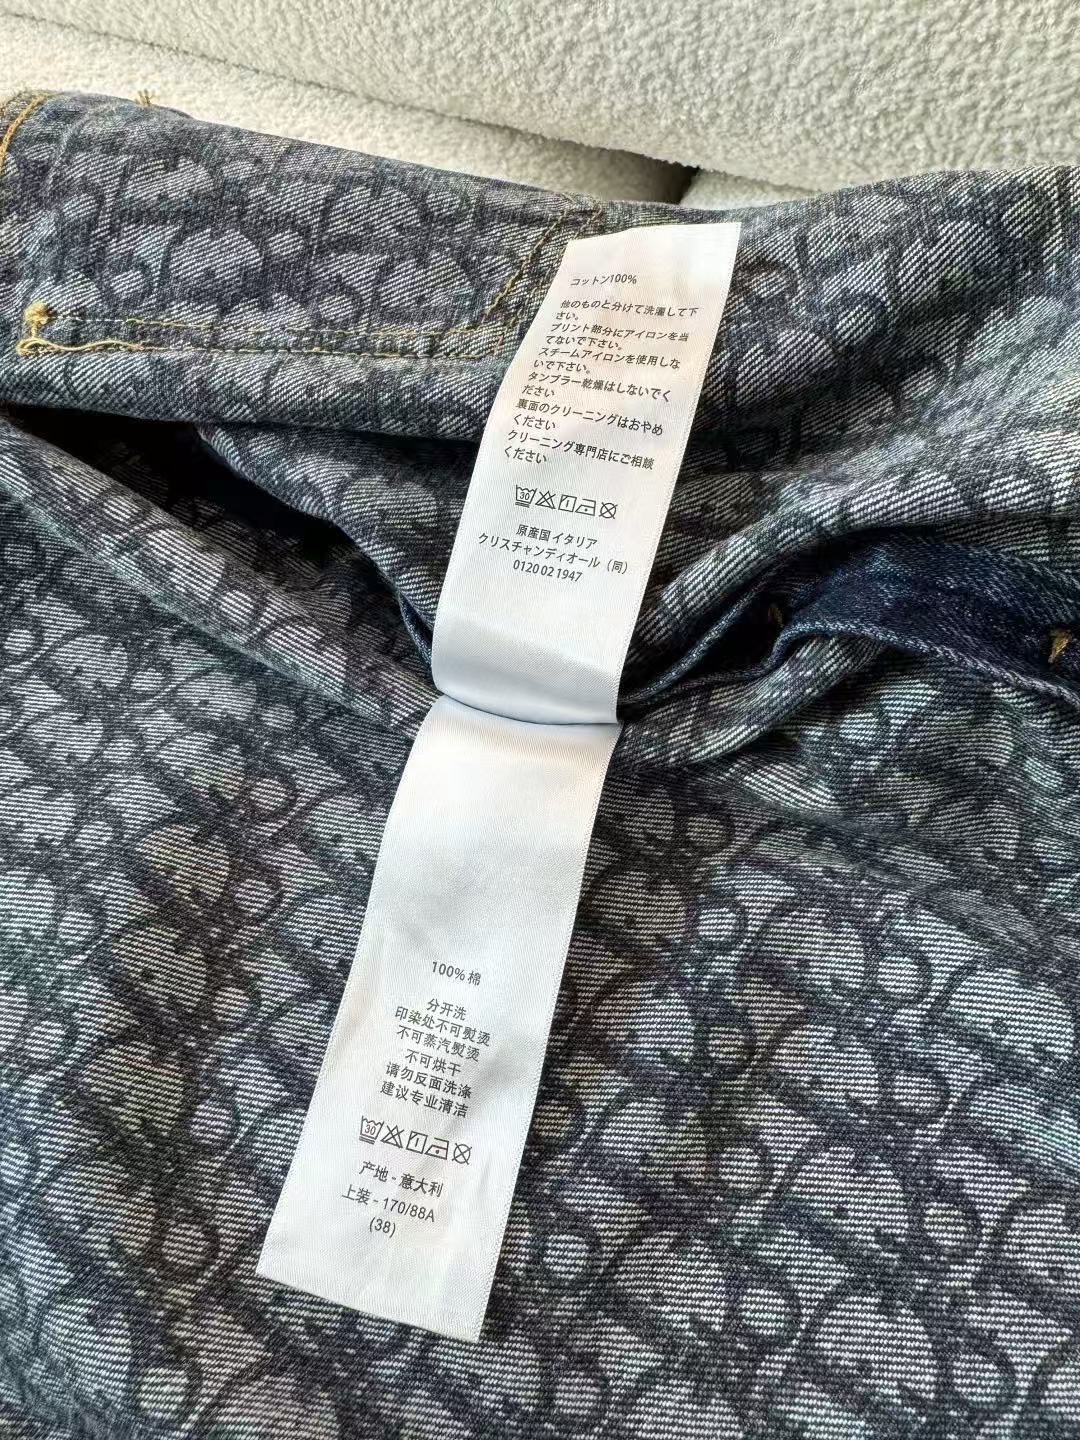 コットン100%
他のものと分けて洗濯して下
さい。
プリント部分にアイロンを当
てないで下さい。
スチームアイロンを使用しな
いで下さい。
タンブラー乾燥はしないでく
ださい
裏面のクリーニングはおやめ
ください
クリーニング専門店にご相談
ください
30
原産国 イタリア
クリスチャンディオール（同）
0120 02 1947
100% 棉
分开洗
印染处不可熨烫
不可蒸汽熨烫
不可烘干
请勿反面洗涤
建议专业清洁
30
产地 - 意大利
上装 - 170/88A
(38)